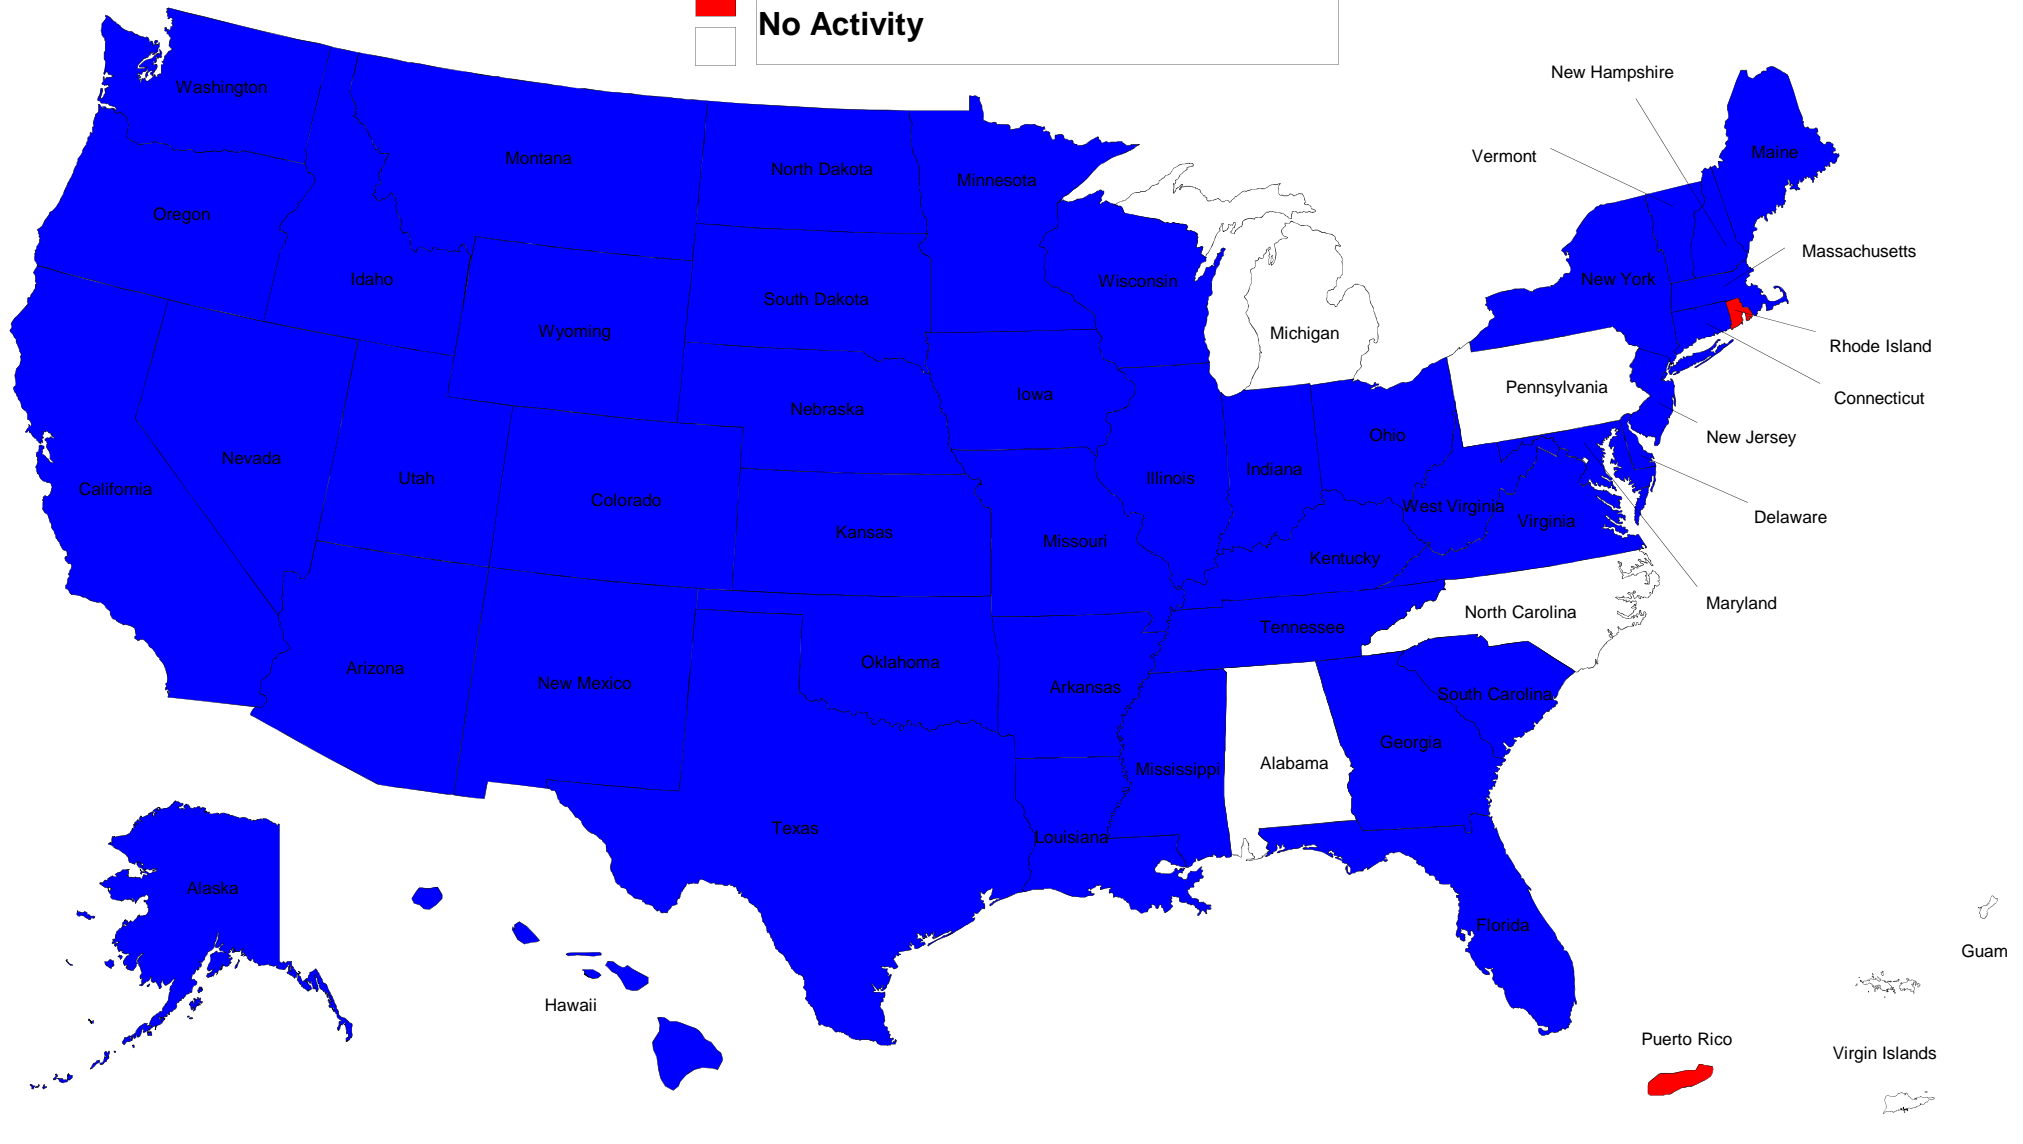 No Activity
New Hampshire
Washington
Maine
Vermont
Montana
North Dakota
Minnesota
Oregon
Massachusetts
Idaho
Wisconsin
New York
South Dakota
Wyoming
Michigan
Rhode Island
Pennsylvania
Iowa
Connecticut
Nebraska
Ohio
New Jersey
Nevada
Indiana
Utah
Illinois
California
Colorado
West Virginia
Delaware
Virginia
Kansas
Missouri
Kentucky
Maryland
North Carolina
Tennessee
Oklahoma
Arizona
New Mexico
Arkansas
South Carolina
Georgia
Alabama
Mississippi
Texas
Louisiana
Alaska
Florida
Guam
Hawaii
Puerto Rico
Virgin Islands